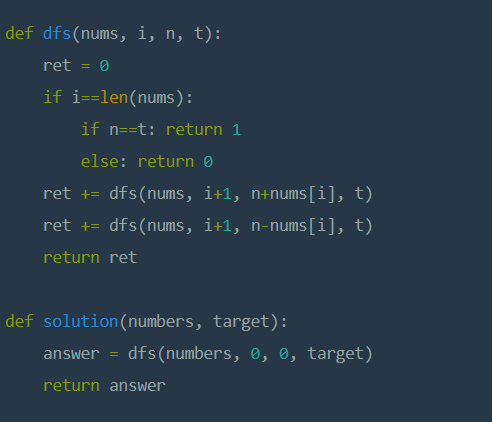 def dfs(nums, i, n, t):
    ret = 0
    if i==len(nums):
        if n==t: return 1
        else: return 0
    ret += dfs(nums, i+1, n+nums[i], t)
    ret += dfs(nums, i+1, n-nums[i], t)
    return ret

def solution(numbers, target):
    answer = dfs(numbers, 0, 0, target)
    return answer